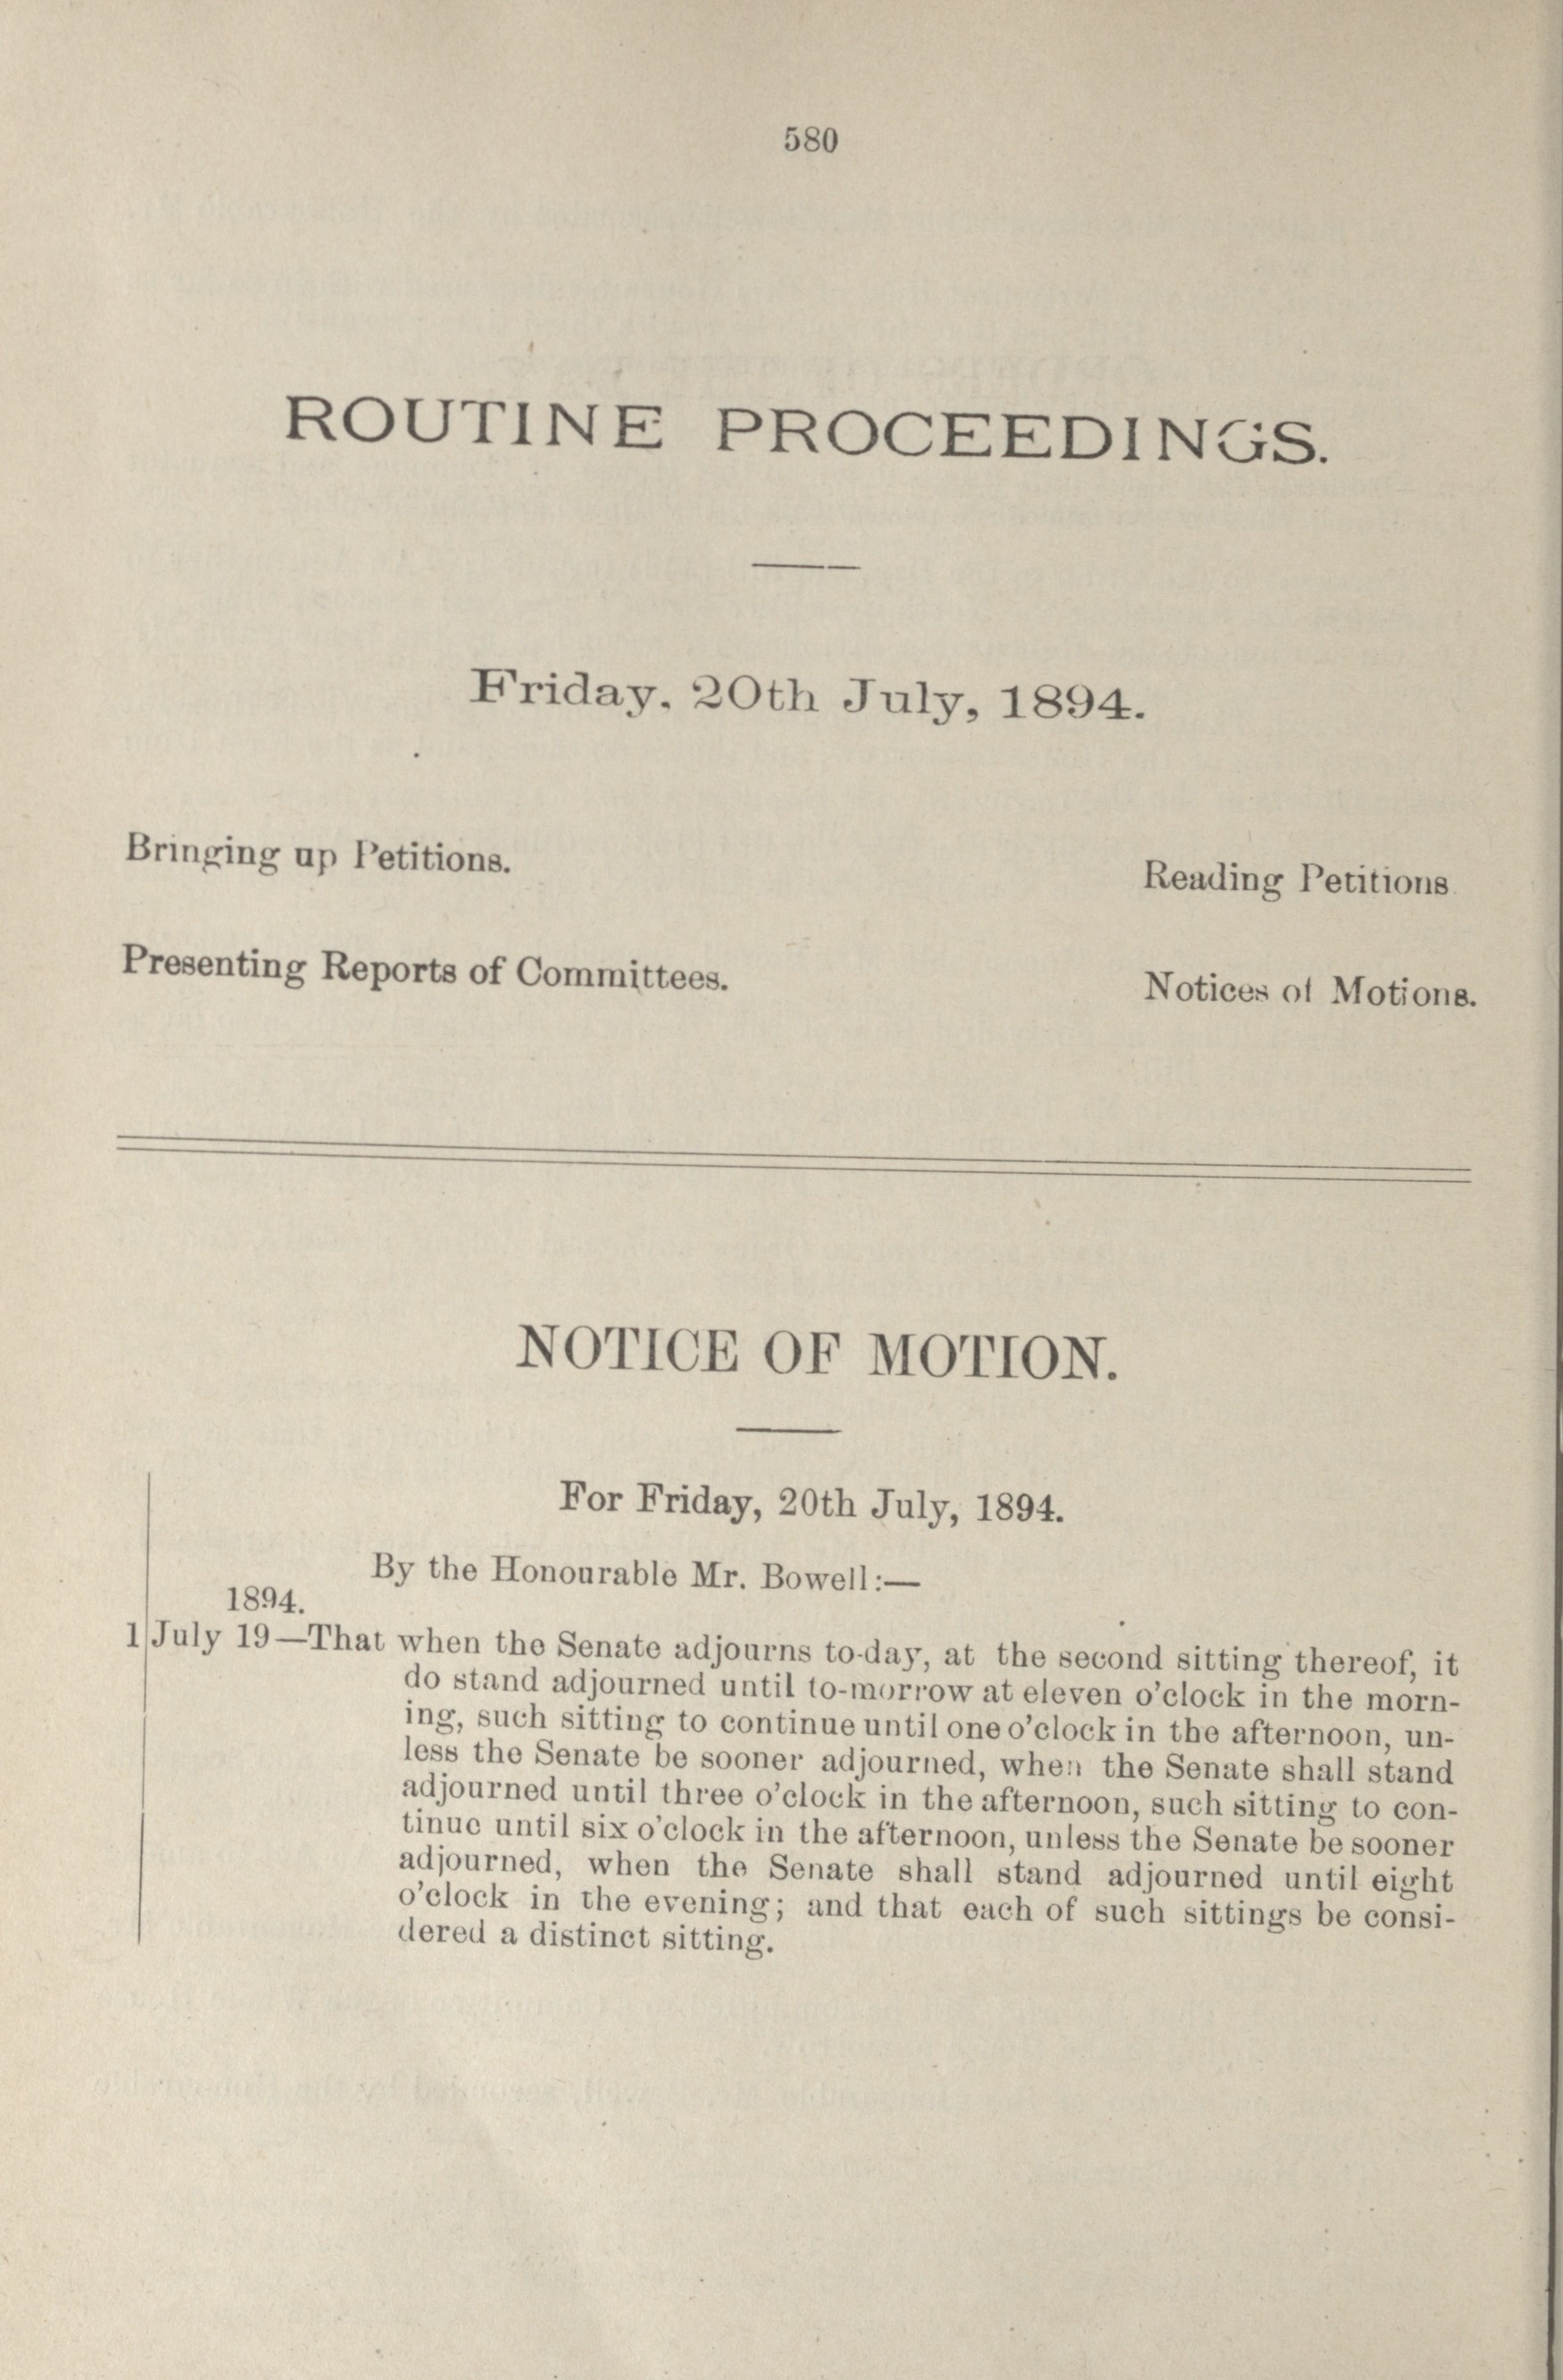 580
ROUTINE PROCEEDINGS.
Friday, 20th July, 1894.
Bringing up Petitions.
Reading Petitions
Presenting Reports of Committees.
Notices of Motions.
NOTICE OF MOTION.
For Friday, 20th July, 1894.
By the Honourable Mr. Bowell:—
1894.
1 July 19—That when the Senate adjourns to-day, at the second sitting thereof, it
do stand adjourned until to-morrow at eleven o'clock in the morn-
ing, such sitting to continue until one o'clock in the afternoon, un-
less the Senate be sooner adjourned, when the Senate shall stand
adjourned until three o'clock in the afternoon, such sitting to con-
tinue until six o'clock in the afternoon, unless the Senate be sooner
adjourned, when the Senate shall stand adjourned until eight
o'clock in the evening; and that each of such sittings be consi-
dered a distinct sitting.